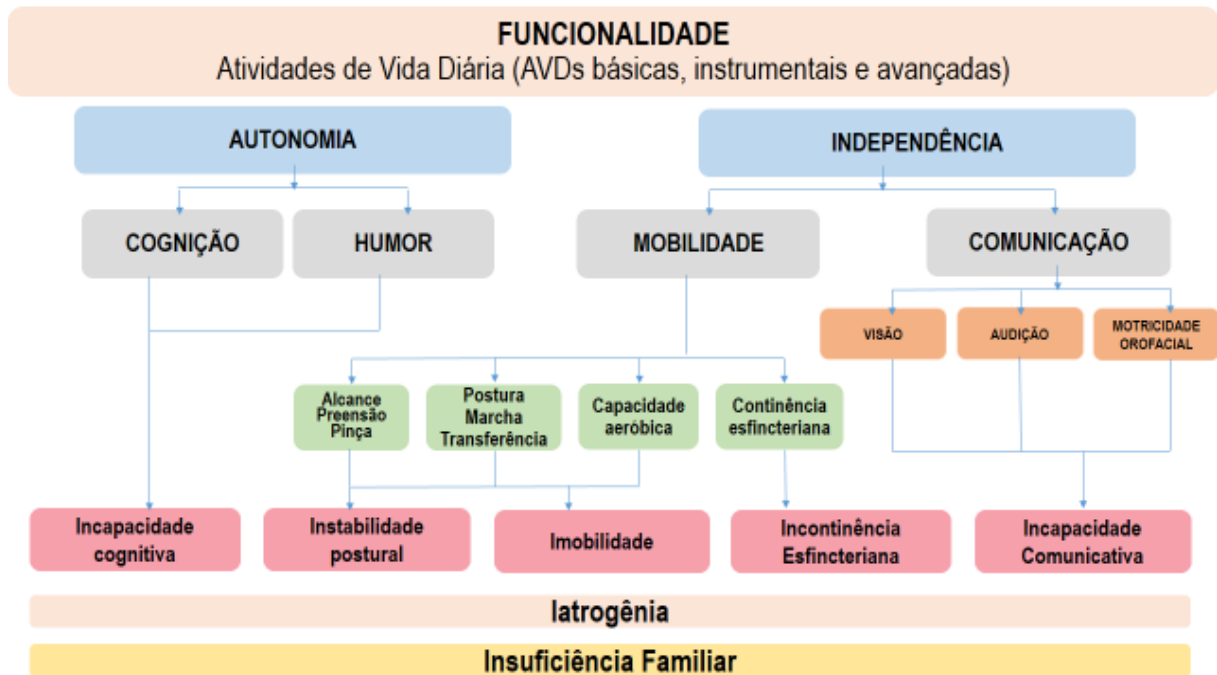 FUNCIONALIDADE
Atividades de Vida Diária (AVDs básicas, instrumentais e avançadas)
AUTONOMIA
INDEPENDÊNCIA
COGNIÇÃO
HUMOR
MOBILIDADE
COMUNICAÇÃO
VISÃO
AUDIÇÃO
MOTRICIDADE
OROFACIAL
Alcance
Preensão
Pinça
Postura
Marcha
Transferência
Capacidade
aeróbica
Continência
esfincteriana
Incapacidade
cognitiva
Instabilidade
postural
Imobilidade
Incontinência
Esfincteriana
Incapacidade
Comunicativa
Iatrogênia
Insuficiência Familiar